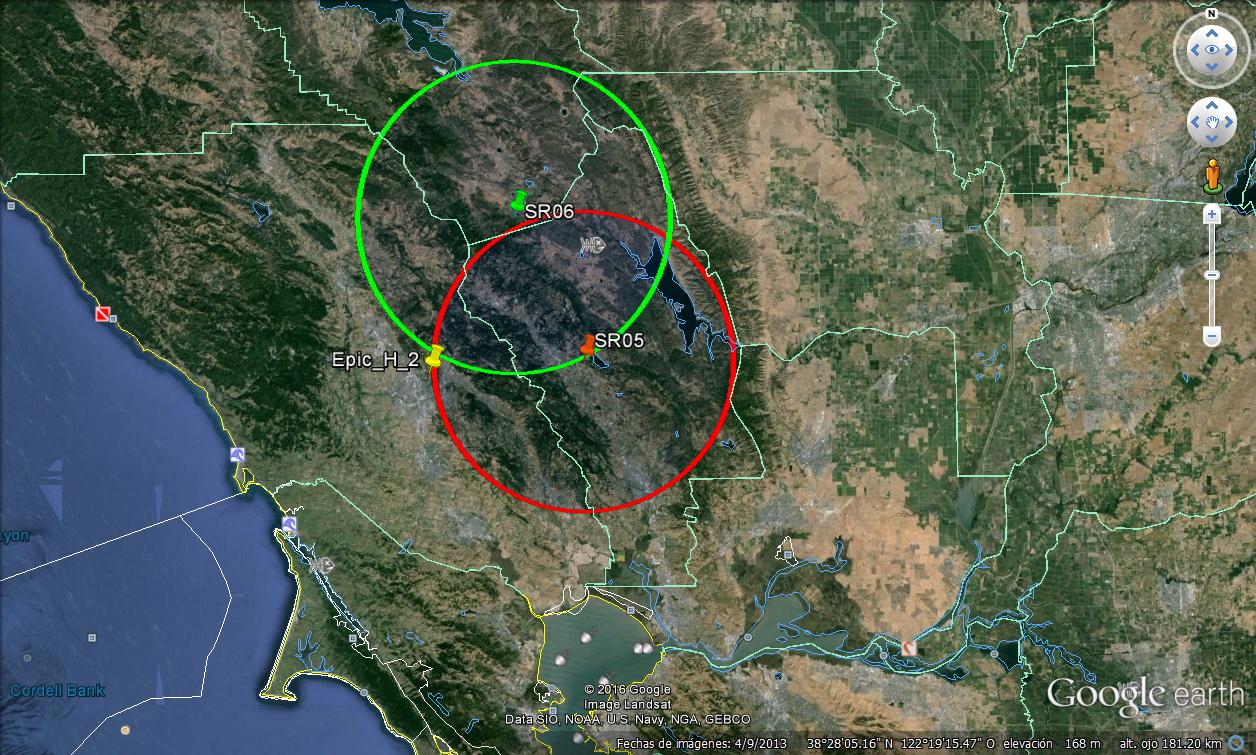 N
SR06
SR05
Epic_H_2
yon
Cordell Bank
© 2016 Google
Image Landsat
Data SIO, NOAA, U.S. Navy, NGA, GEBCO
Google earth
Fechas de imágenes: 4/9/2013 38°28'05.16" N 122°19'15.47" O elevación 168 m alt. ojo 181.20 km